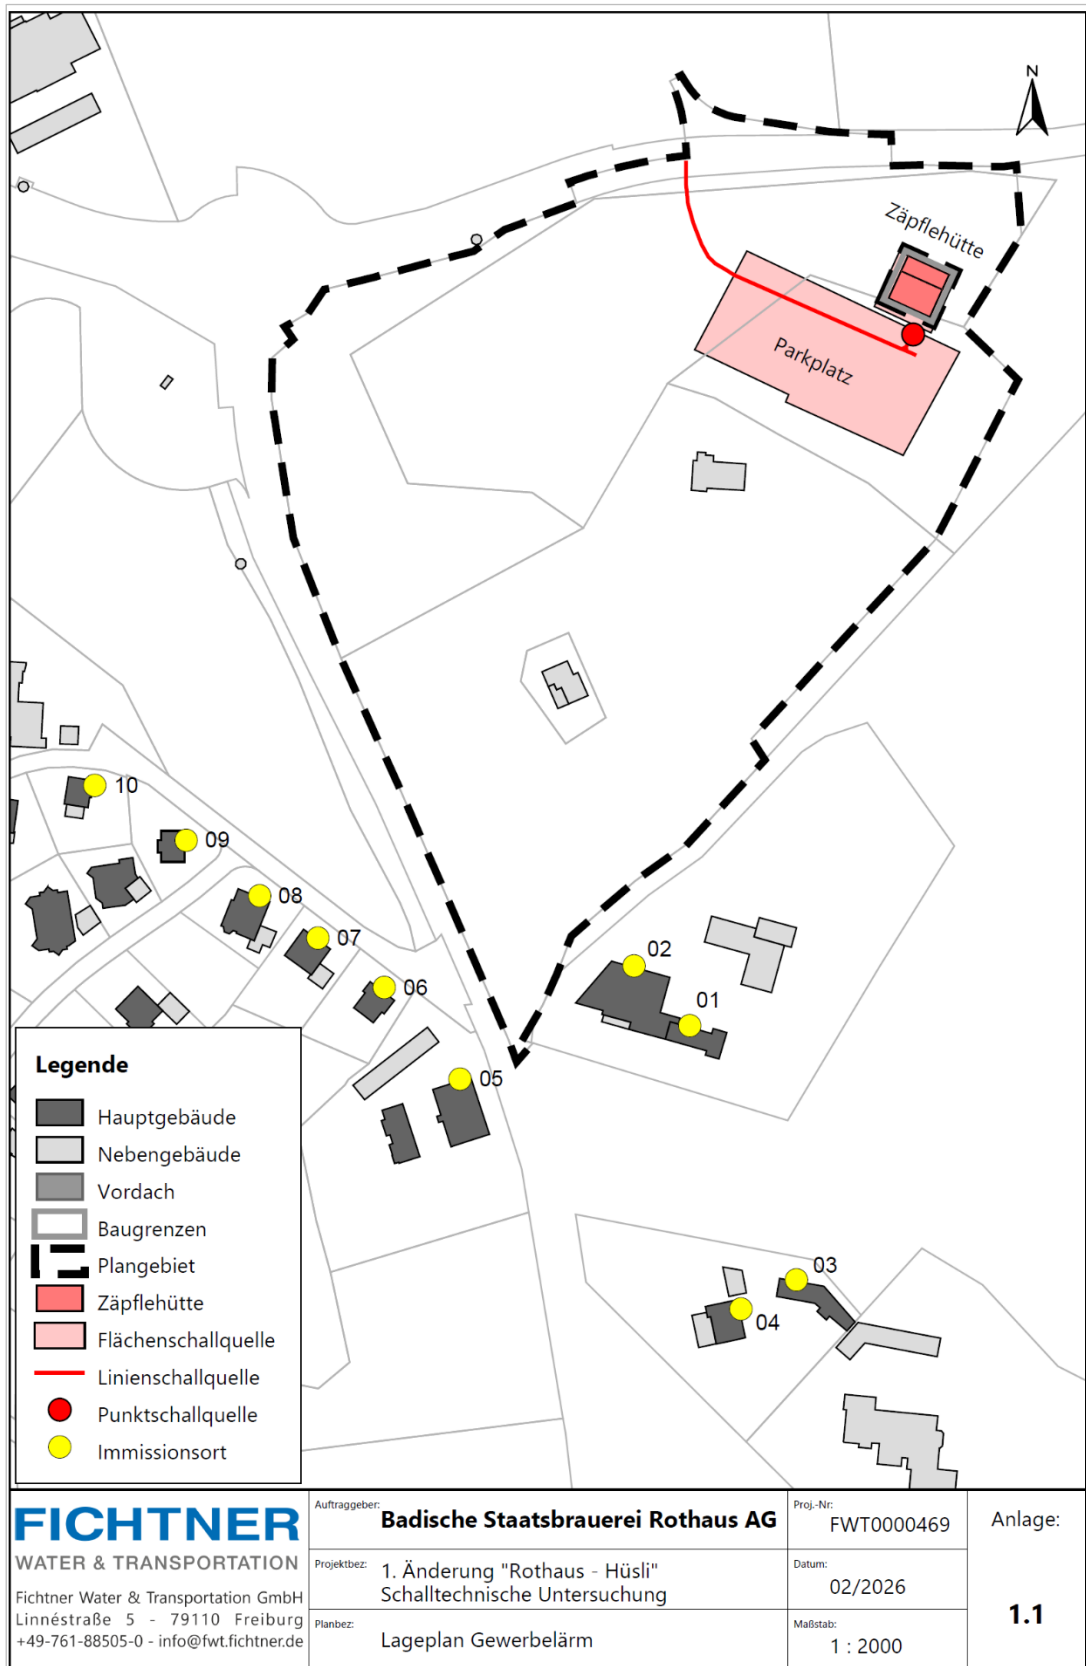 N
Zäpflehütte
Parkplatz
10
09
08
07
06
05
02
01
03
04
Legende
Hauptgebäude
Nebengebäude
Vordach
Baugrenzen
Plangebiet
Zäpflehütte
Flächenschallquelle
Linienschallquelle
Punktschallquelle
Immissionsort
FICHTNER
WATER & TRANSPORTATION
Fichtner Water & Transportation GmbH
Linnéstraße 5 - 79110 Freiburg
+49-761-88505-0 - info@fwt.fichtner.de
Auftraggeber: Badische Staatsbrauerei Rothaus AG
Projektbez: 1. Änderung "Rothaus - Hüsli"
Schalltechnische Untersuchung
Planbez: Lageplan Gewerbelärm
Proj.-Nr:
FWT0000469
Datum:
02/2026
Maßstab:
1 : 2000
Anlage:
1.1